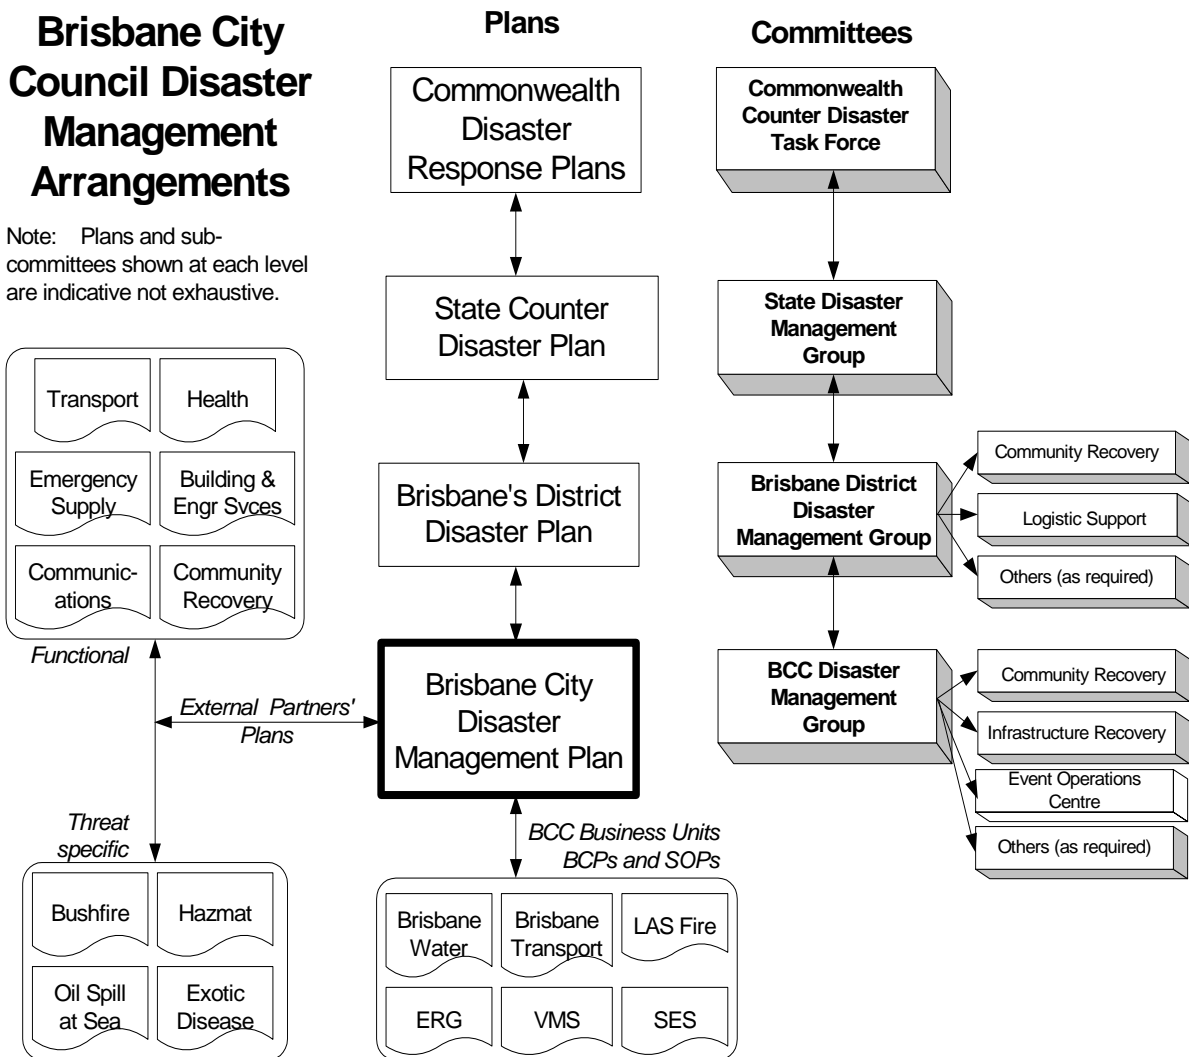 Brisbane City
Council Disaster
Management
Arrangements
Note: Plans and sub-
committees shown at each level
are indicative not exhaustive.
Plans
Commonwealth
Disaster
Response Plans
State Counter
Disaster Plan
Brisbane's District
Disaster Plan
Brisbane City
Disaster
Management Plan
Committees
Commonwealth
Counter Disaster
Task Force
State Disaster
Management
Group
Brisbane District
Disaster
Management Group
Community Recovery
Logistic Support
Others (as required)
BCC Disaster
Management
Group
Community Recovery
Infrastructure Recovery
Event Operations
Centre
Others (as required)
Transport
Health
Emergency
Supply
Building &
Engr Svces
Communic-
ations
Community
Recovery
Functional
External Partners'
Plans
Threat
specific
Bushfire
Hazmat
Oil Spill
at Sea
Exotic
Disease
BCC Business Units
BCPs and SOPs
Brisbane
Water
Brisbane
Transport
LAS Fire
ERG
VMS
SES